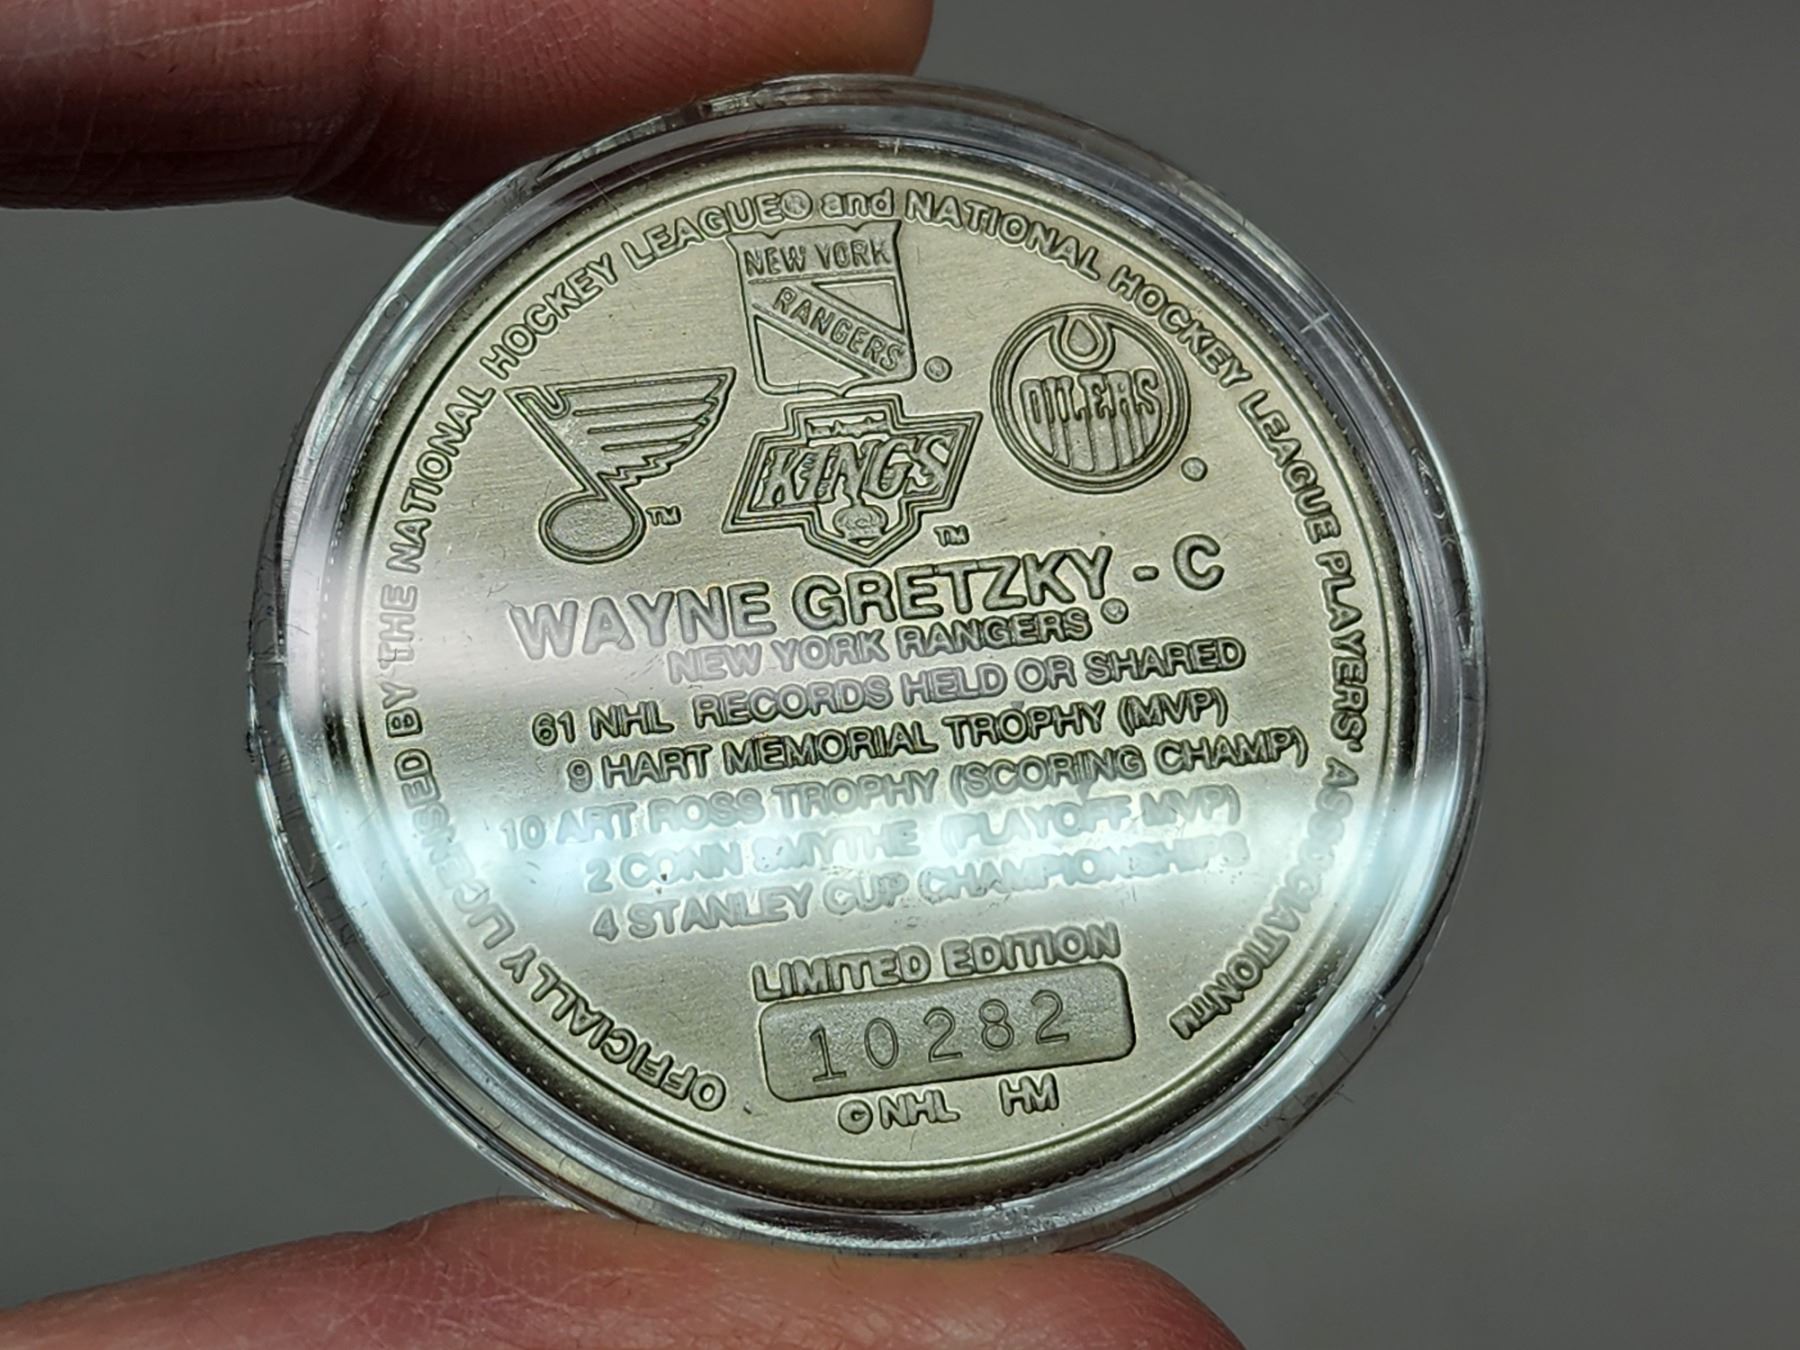 OFFICIALLY LICENSED BY THE NATIONAL HOCKEY LEAGUE® and NATIONAL HOCKEY LEAGUE PLAYERS' ASSOCIATION™
NEW YORK
RANGERS
®
OILERS
®
TM
Los Angeles
KINGS
TM
WAYNE GRETZKY - C
NEW YORK RANGERS ®
61 NHL RECORDS HELD OR SHARED
9 HART MEMORIAL TROPHY (MVP)
10 ART ROSS TROPHY (SCORING CHAMP)
2 CONN SMYTHE (PLAYOFF MVP)
4 STANLEY CUP CHAMPIONSHIPS
LIMITED EDITION
10282
© NHL HM